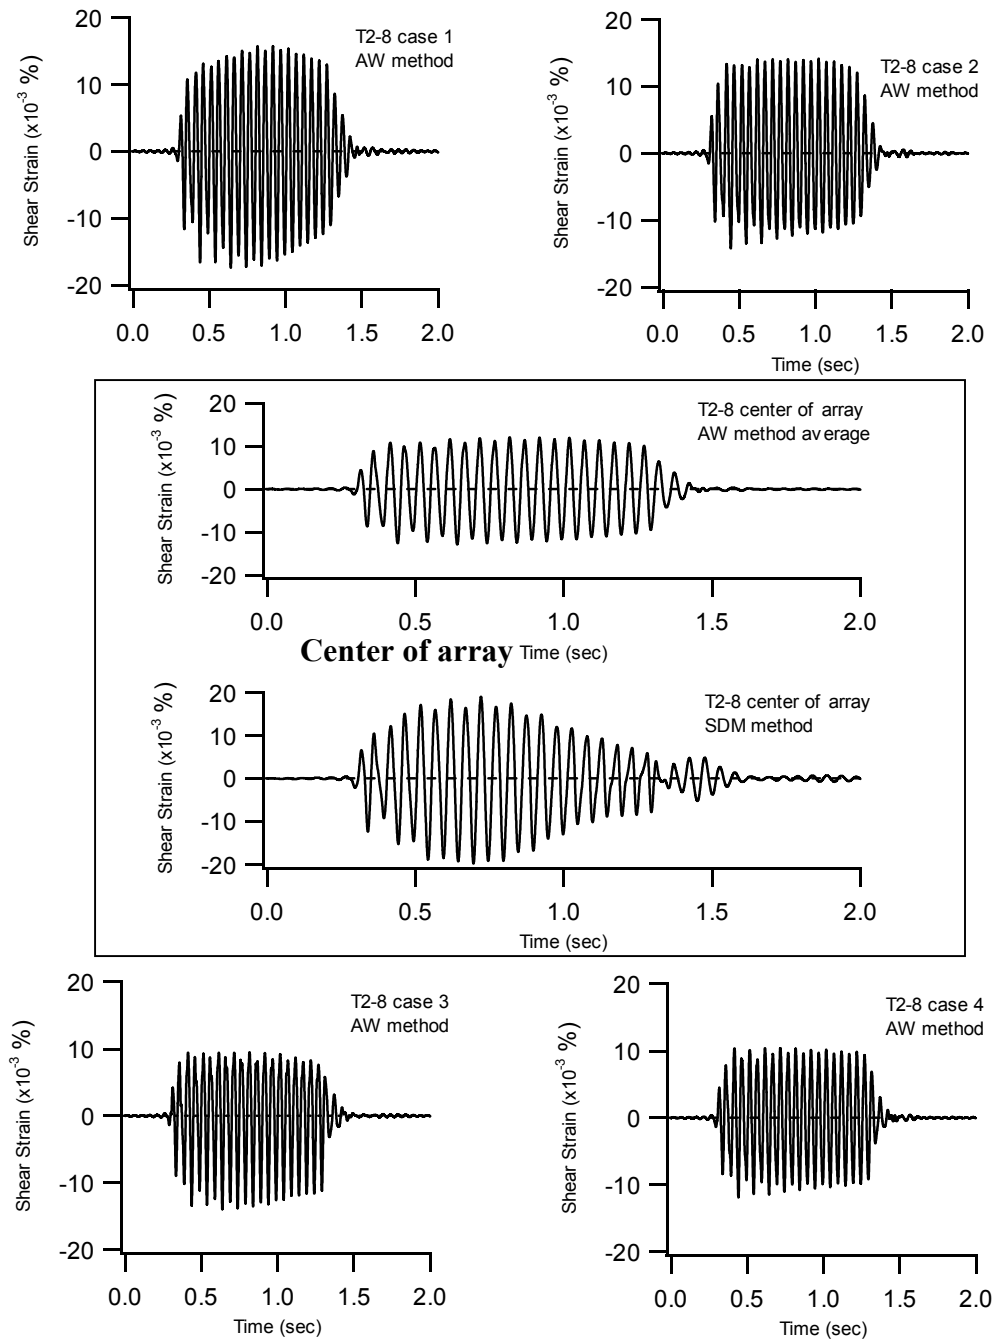 20
10
0
-10
-20
Shear Strain (x10⁻³ %)
T2-8 case 1
AW method
0.0 0.5 1.0 1.5 2.0
20
10
0
-10
-20
Shear Strain (x10⁻³ %)
T2-8 case 2
AW method
0.0 0.5 1.0 1.5 2.0
Time (sec)
20
10
0
-10
-20
Shear Strain (x10⁻³ %)
T2-8 center of array
AW method average
0.0 0.5 1.0 1.5 2.0
Center of array Time (sec)
20
10
0
-10
-20
Shear Strain (x10⁻³ %)
T2-8 center of array
SDM method
0.0 0.5 1.0 1.5 2.0
Time (sec)
20
10
0
-10
-20
Shear Strain (x10⁻³ %)
T2-8 case 3
AW method
0.0 0.5 1.0 1.5 2.0
Time (sec)
20
10
0
-10
-20
Shear Strain (x10⁻³ %)
T2-8 case 4
AW method
0.0 0.5 1.0 1.5 2.0
Time (sec)